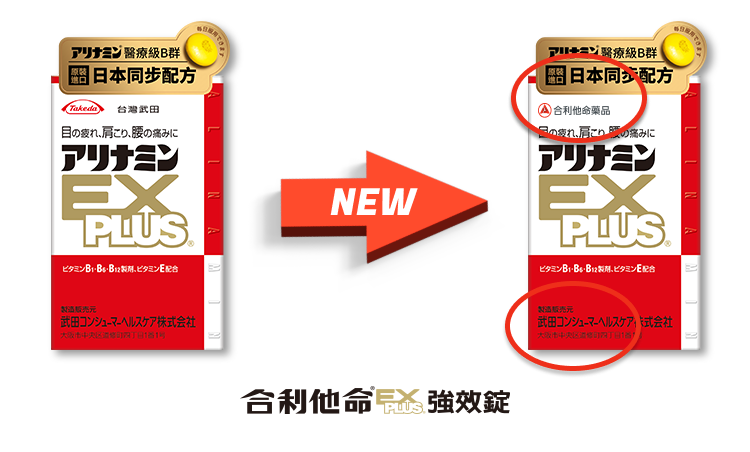 アリナミン 醫療級B群
毎日服用できます
原裝進口 日本同步配方
Takeda 台灣武田
目の疲れ、肩こり、腰の痛みに
アリナミン
EX
PLUS®
ALINAMIN
ビタミンB1・B6・B12製剤、ビタミンE配合
製造販売元
武田コンシューマーヘルスケア株式会社
NEW
アリナミン 醫療級B群
毎日服用できます
原裝進口 日本同步配方
合利他命藥品
目の疲れ、肩こり、腰の痛みに
アリナミン
EX
PLUS®
ALINAMIN
ビタミンB1・B6・B12製剤、ビタミンE配合
製造販売元
武田コンシューマーヘルスケア株式会社
合利他命®EX PLUS®強效錠